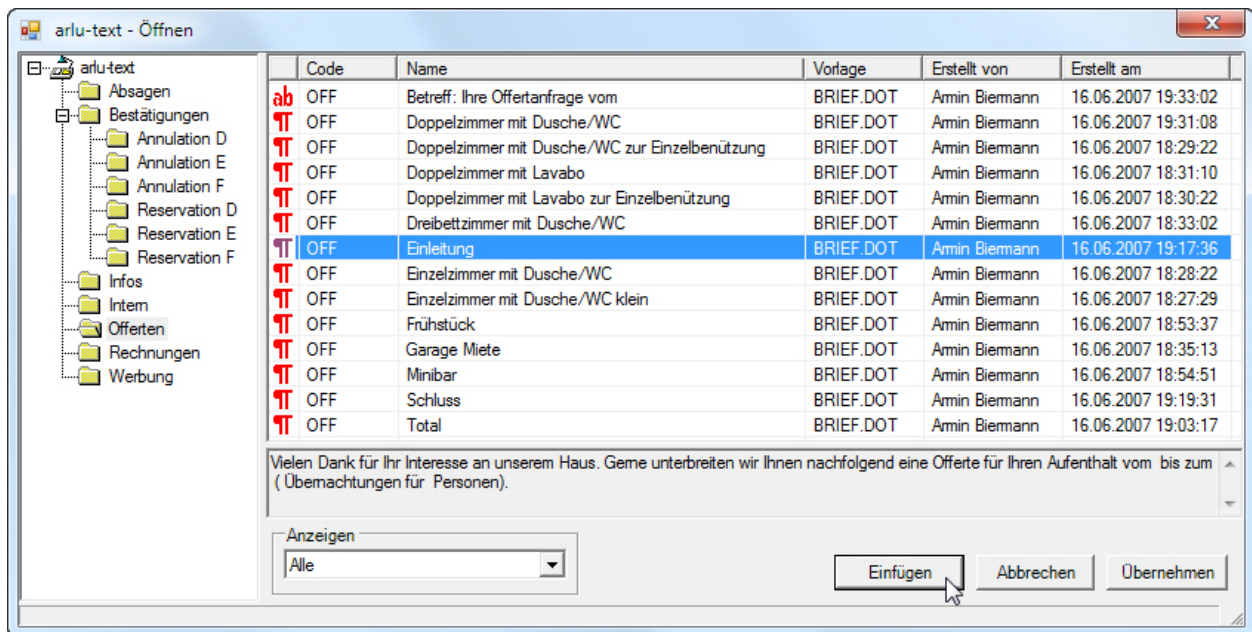 arlu-text - Öffnen
arlu-text
Absagen
Bestätigungen
Annulation D
Annulation E
Annulation F
Reservation D
Reservation E
Reservation F
Infos
Intern
Offerten
Rechnungen
Werbung
Code Name Vorlage Erstellt von Erstellt am
ab OFF Betreff: Ihre Offertanfrage vom BRIEF.DOT Armin Biermann 16.06.2007 19:33:02
¶ OFF Doppelzimmer mit Dusche/WC BRIEF.DOT Armin Biermann 16.06.2007 19:31:08
¶ OFF Doppelzimmer mit Dusche/WC zur Einzelbenützung BRIEF.DOT Armin Biermann 16.06.2007 18:29:22
¶ OFF Doppelzimmer mit Lavabo BRIEF.DOT Armin Biermann 16.06.2007 18:31:10
¶ OFF Doppelzimmer mit Lavabo zur Einzelbenützung BRIEF.DOT Armin Biermann 16.06.2007 18:30:22
¶ OFF Dreibettzimmer mit Dusche/WC BRIEF.DOT Armin Biermann 16.06.2007 18:33:02
¶ OFF Einleitung BRIEF.DOT Armin Biermann 16.06.2007 19:17:36
¶ OFF Einzelzimmer mit Dusche/WC BRIEF.DOT Armin Biermann 16.06.2007 18:28:22
¶ OFF Einzelzimmer mit Dusche/WC klein BRIEF.DOT Armin Biermann 16.06.2007 18:27:29
¶ OFF Frühstück BRIEF.DOT Armin Biermann 16.06.2007 18:53:37
¶ OFF Garage Miete BRIEF.DOT Armin Biermann 16.06.2007 18:35:13
¶ OFF Minibar BRIEF.DOT Armin Biermann 16.06.2007 18:54:51
¶ OFF Schluss BRIEF.DOT Armin Biermann 16.06.2007 19:19:31
¶ OFF Total BRIEF.DOT Armin Biermann 16.06.2007 19:03:17
Vielen Dank für Ihr Interesse an unserem Haus. Gerne unterbreiten wir Ihnen nachfolgend eine Offerte für Ihren Aufenthalt vom bis zum
( Übernachtungen für Personen).
Anzeigen
Alle
Einfügen Abbrechen Übernehmen